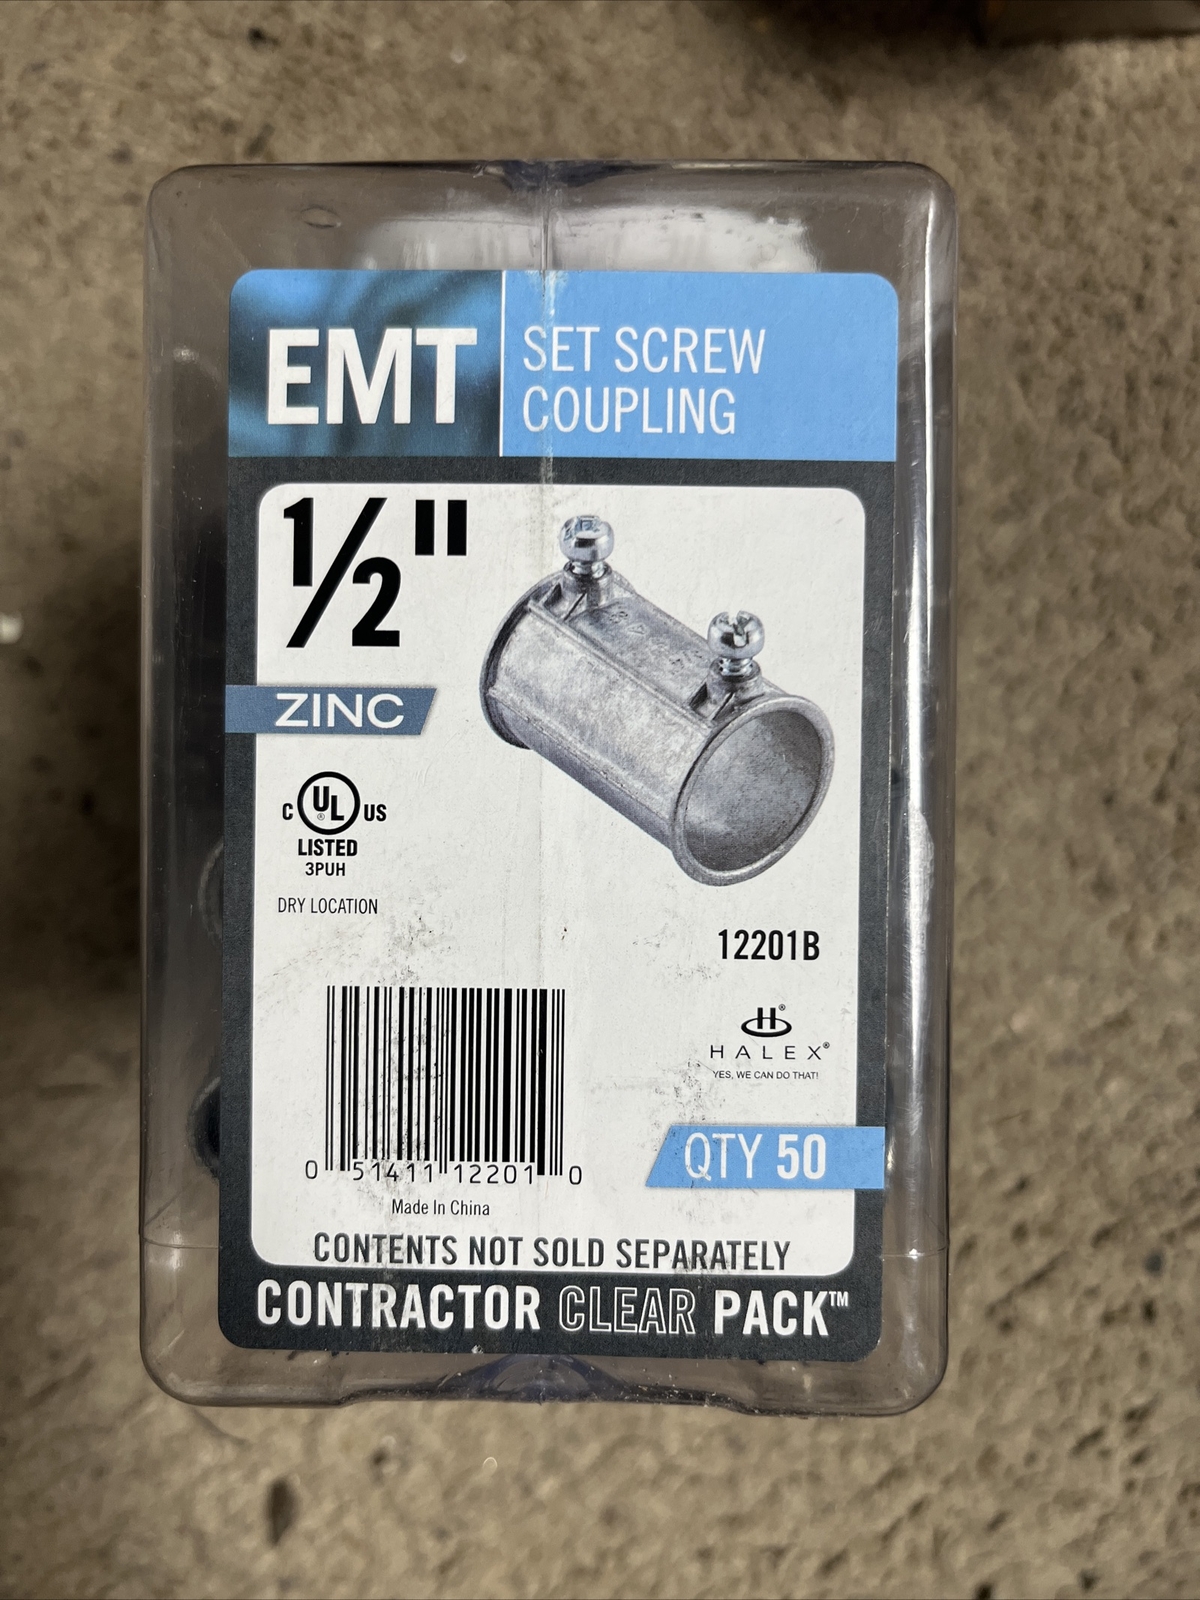 EMT
SET SCREW
COUPLING
1/2"
ZINC
C UL® US
LISTED
3PUH
DRY LOCATION
12201B
H®
HALEX®
YES, WE CAN DO THAT!
0 51411 12201 0
QTY 50
Made In China
CONTENTS NOT SOLD SEPARATELY
CONTRACTOR CLEAR PACK™